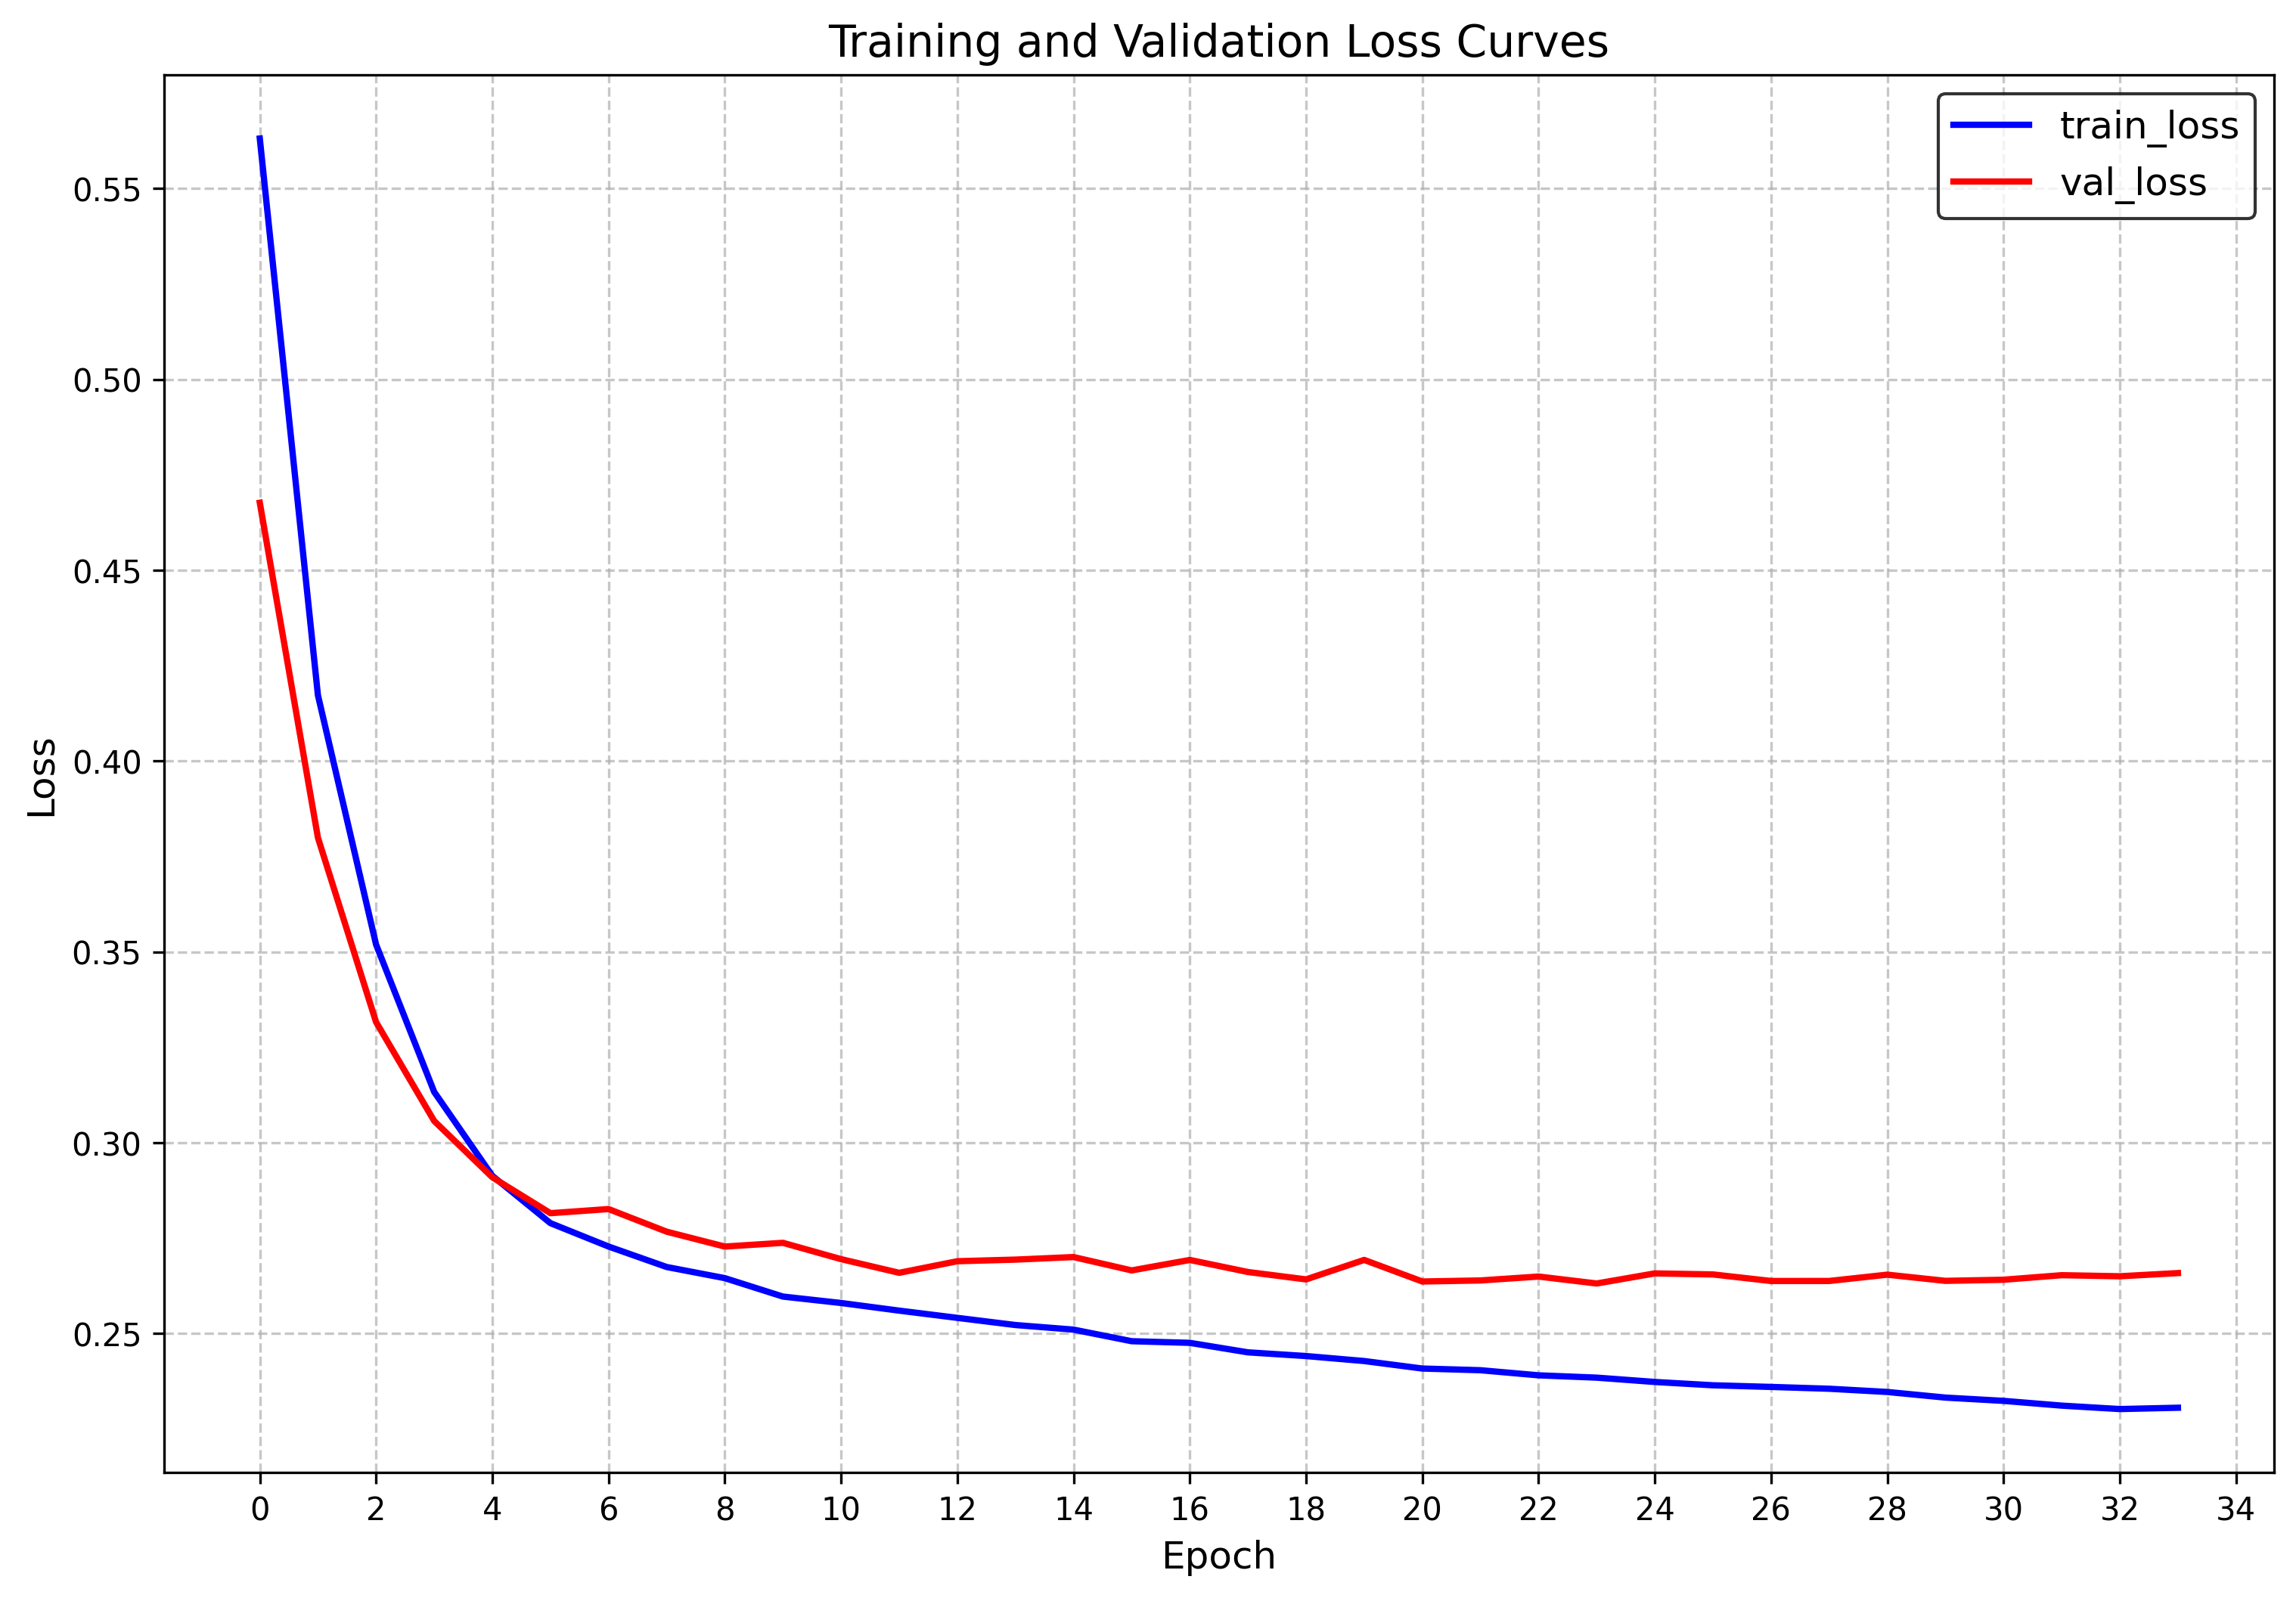 Training and Validation Loss Curves
train_loss
val_loss
Loss
0.55
0.50
0.45
0.40
0.35
0.30
0.25
0 2 4 6 8 10 12 14 16 18 20 22 24 26 28 30 32 34
Epoch